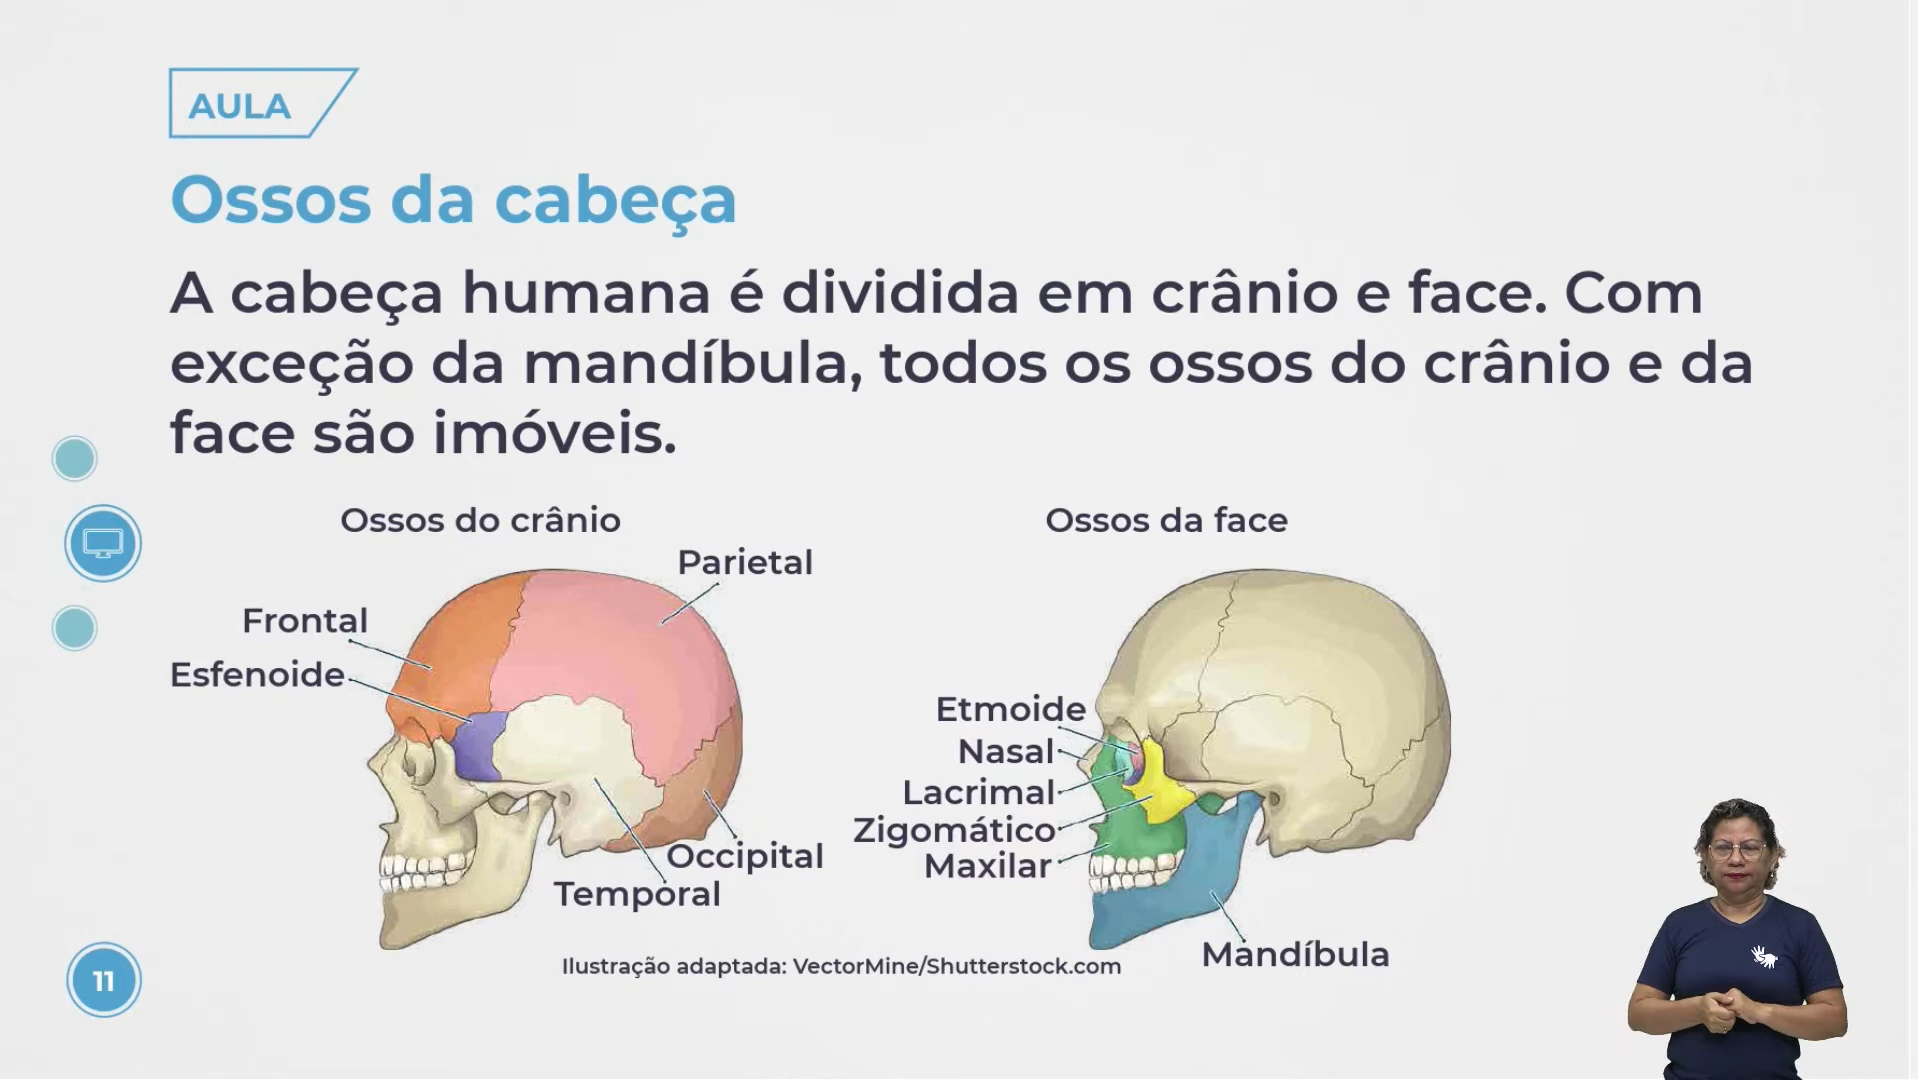 AULA
Ossos da cabeça
A cabeça humana é dividida em crânio e face. Com
exceção da mandíbula, todos os ossos do crânio e da
face são imóveis.
Ossos do crânio
Parietal
Frontal
Esfenoide
Occipital
Temporal
Ossos da face
Etmoide
Nasal
Lacrimal
Zigomático
Maxilar
Mandíbula
Ilustração adaptada: VectorMine/Shutterstock.com
11